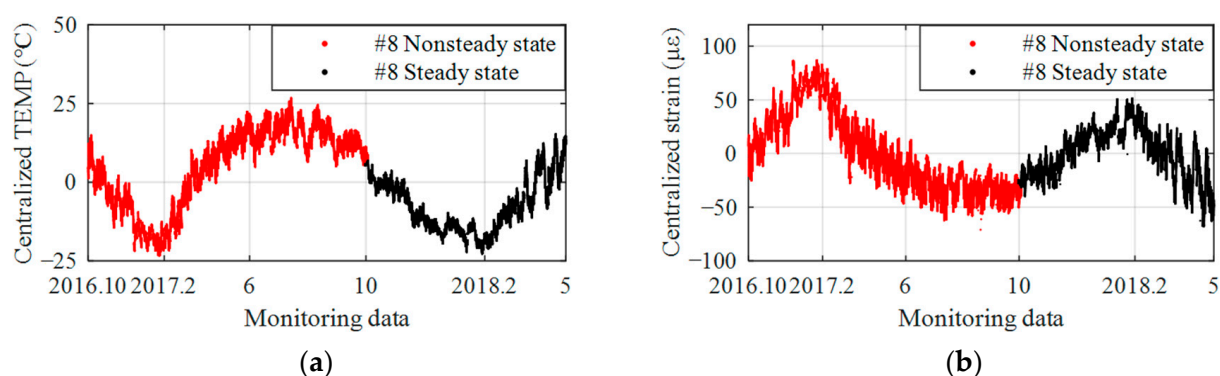 50
25
0
−25
Centralized TEMP (℃)
#8 Nonsteady state
#8 Steady state
2016.10 2017.2 6 10 2018.2 5
Monitoring data
(a)
100
50
0
−50
−100
Centralized strain (με)
#8 Nonsteady state
#8 Steady state
2016.10 2017.2 6 10 2018.2 5
Monitoring data
(b)